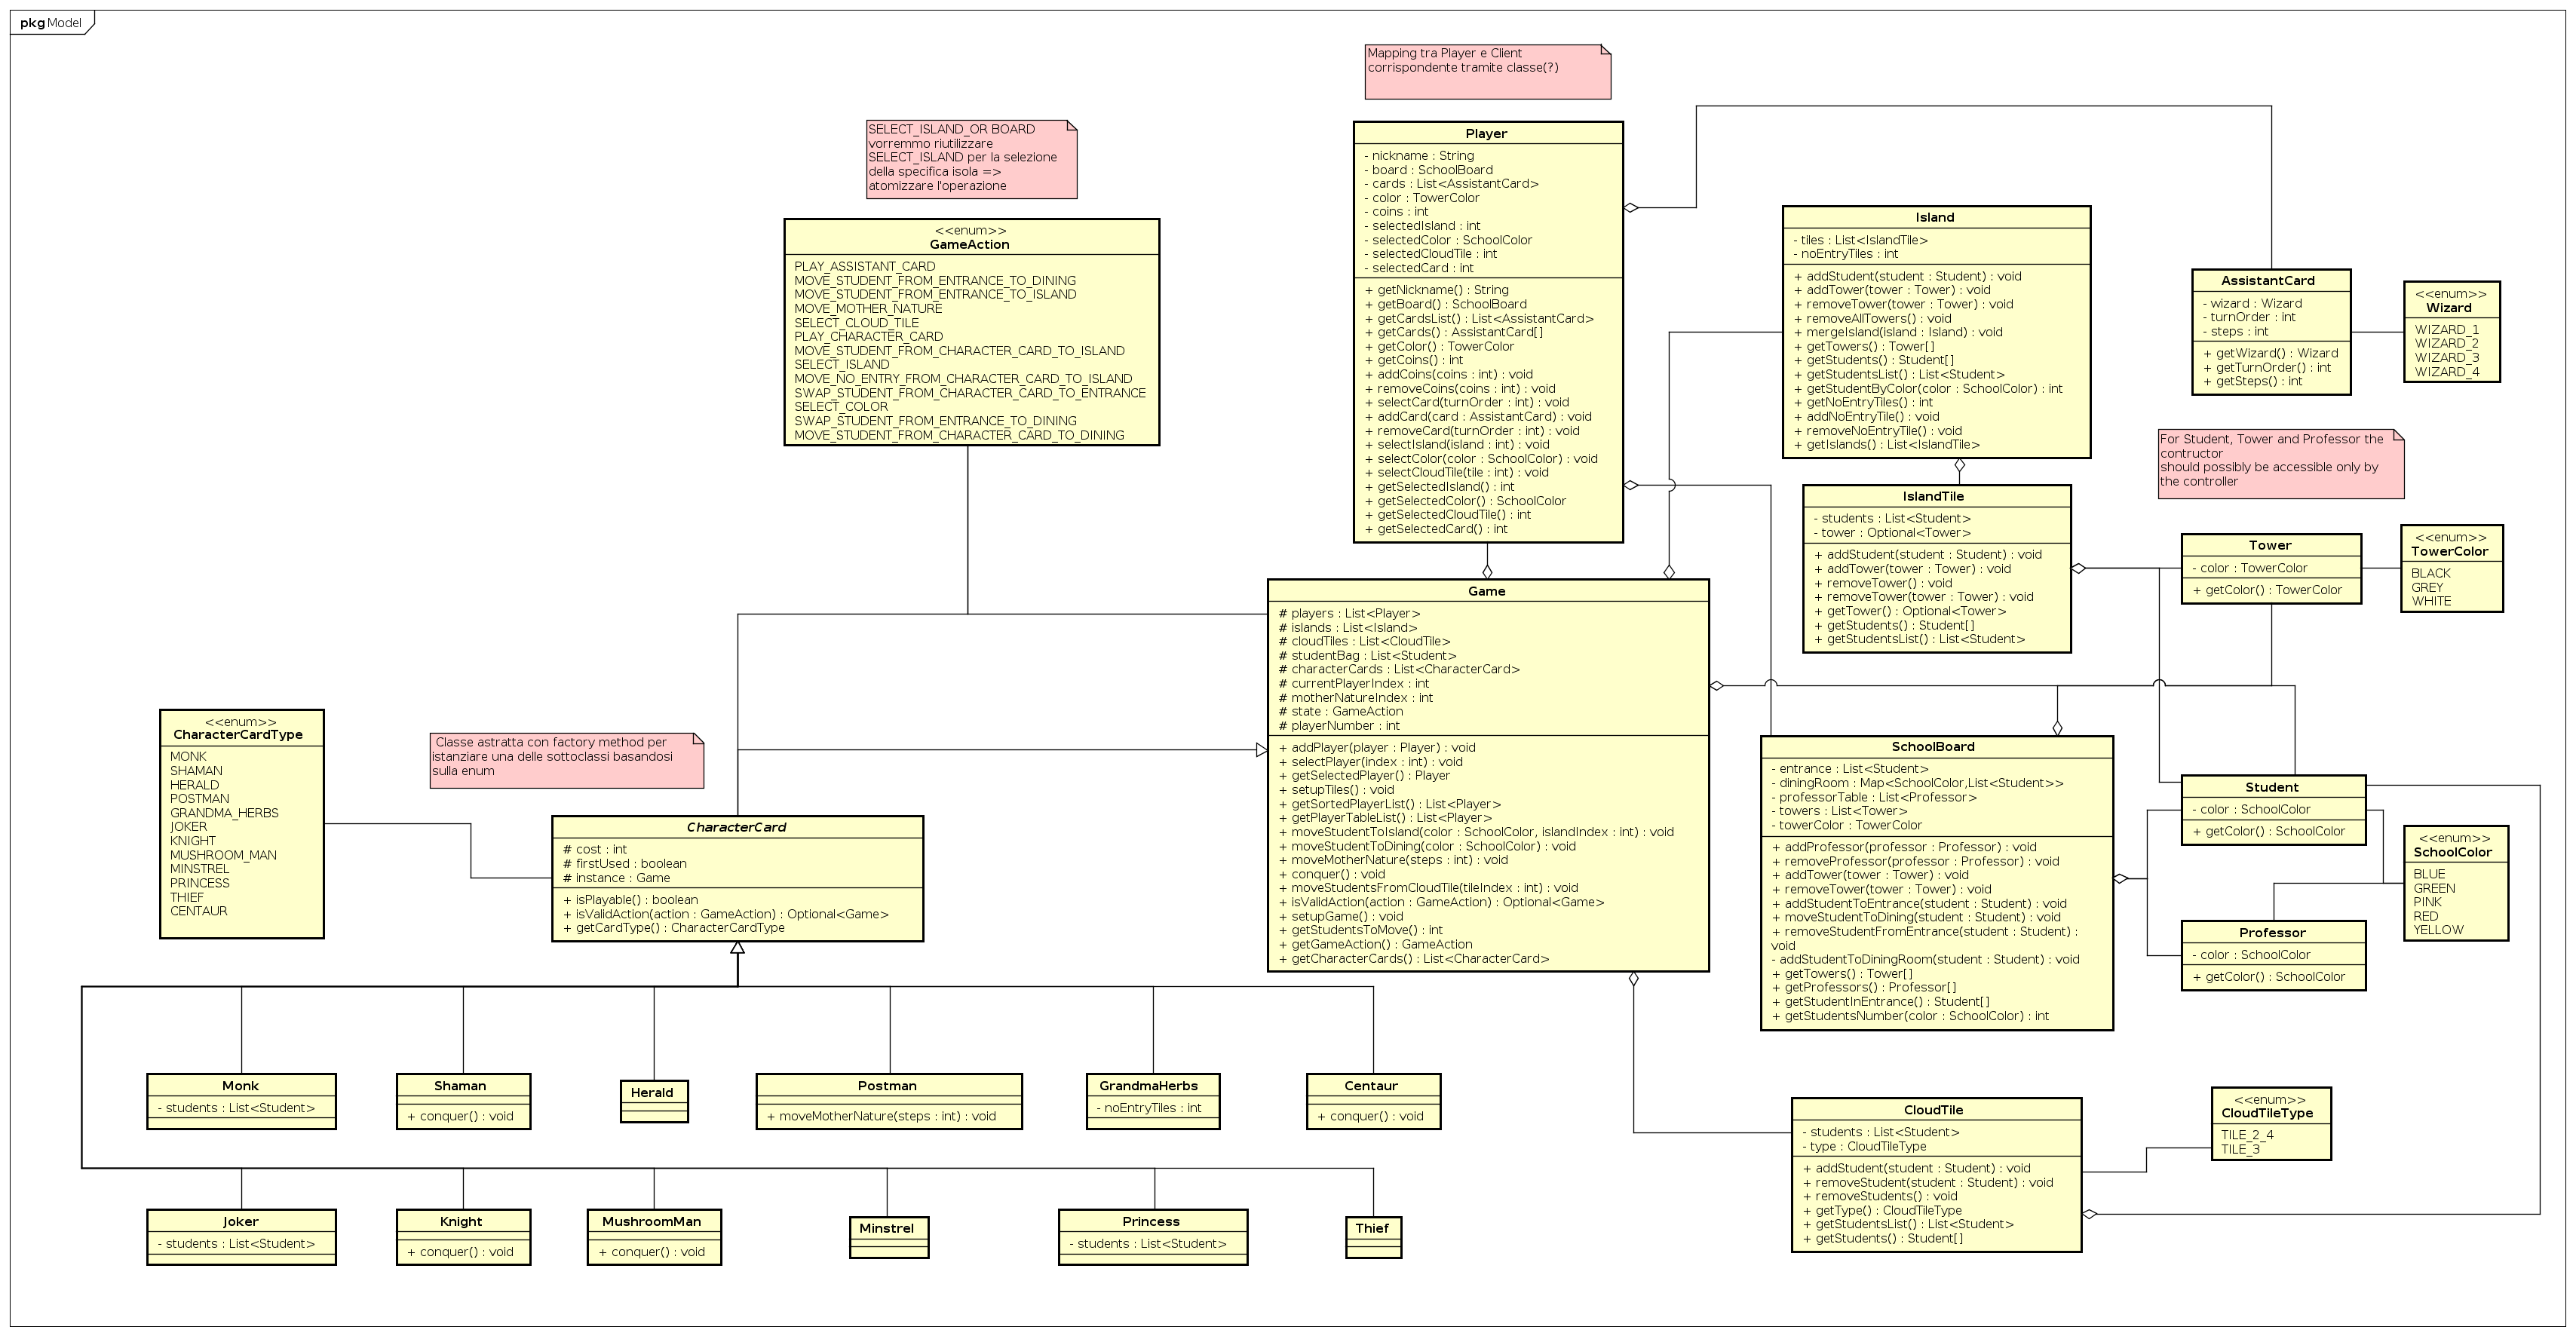 pkg Model
Mapping tra Player e Client
corrispondente tramite classe(?)
SELECT_ISLAND_OR BOARD
vorremmo riutilizzare
SELECT_ISLAND per la selezione
della specifica isola =>
atomizzare l'operazione
<<enum>>
GameAction
PLAY_ASSISTANT_CARD
MOVE_STUDENT_FROM_ENTRANCE_TO_DINING
MOVE_STUDENT_FROM_ENTRANCE_TO_ISLAND
MOVE_MOTHER_NATURE
SELECT_CLOUD_TILE
PLAY_CHARACTER_CARD
MOVE_STUDENT_FROM_CHARACTER_CARD_TO_ISLAND
SELECT_ISLAND
MOVE_NO_ENTRY_FROM_CHARACTER_CARD_TO_ISLAND
SWAP_STUDENT_FROM_CHARACTER_CARD_TO_ENTRANCE
SELECT_COLOR
SWAP_STUDENT_FROM_ENTRANCE_TO_DINING
MOVE_STUDENT_FROM_CHARACTER_CARD_TO_DINING
Player
- nickname : String
- board : SchoolBoard
- cards : List<AssistantCard>
- color : TowerColor
- coins : int
- selectedIsland : int
- selectedColor : SchoolColor
- selectedCloudTile : int
- selectedCard : int
+ getNickname() : String
+ getBoard() : SchoolBoard
+ getCardsList() : List<AssistantCard>
+ getCards() : AssistantCard[]
+ getColor() : TowerColor
+ getCoins() : int
+ addCoins(coins : int) : void
+ removeCoins(coins : int) : void
+ selectCard(turnOrder : int) : void
+ addCard(card : AssistantCard) : void
+ removeCard(turnOrder : int) : void
+ selectIsland(island : int) : void
+ selectColor(color : SchoolColor) : void
+ selectCloudTile(tile : int) : void
+ getSelectedIsland() : int
+ getSelectedColor() : SchoolColor
+ getSelectedCloudTile() : int
+ getSelectedCard() : int
Island
- tiles : List<IslandTile>
- noEntryTiles : int
+ addStudent(student : Student) : void
+ addTower(tower : Tower) : void
+ removeTower(tower : Tower) : void
+ removeAllTowers() : void
+ mergeIsland(island : Island) : void
+ getTowers() : Tower[]
+ getStudents() : Student[]
+ getStudentsList() : List<Student>
+ getStudentByColor(color : SchoolColor) : int
+ getNoEntryTiles() : int
+ addNoEntryTile() : void
+ removeNoEntryTile() : void
+ getIslands() : List<IslandTile>
AssistantCard
- wizard : Wizard
- turnOrder : int
- steps : int
+ getWizard() : Wizard
+ getTurnOrder() : int
+ getSteps() : int
<<enum>>
Wizard
WIZARD_1
WIZARD_2
WIZARD_3
WIZARD_4
For Student, Tower and Professor the
contructor
should possibly be accessible only by
the controller
IslandTile
- students : List<Student>
- tower : Optional<Tower>
+ addStudent(student : Student) : void
+ addTower(tower : Tower) : void
+ removeTower() : void
+ removeTower(tower : Tower) : void
+ getTower() : Optional<Tower>
+ getStudents() : Student[]
+ getStudentsList() : List<Student>
Tower
- color : TowerColor
+ getColor() : TowerColor
<<enum>>
TowerColor
BLACK
GREY
WHITE
Game
# players : List<Player>
# islands : List<Island>
# cloudTiles : List<CloudTile>
# studentBag : List<Student>
# characterCards : List<CharacterCard>
# currentPlayerIndex : int
# motherNatureIndex : int
# state : GameAction
# playerNumber : int
+ addPlayer(player : Player) : void
+ selectPlayer(index : int) : void
+ getSelectedPlayer() : Player
+ setupTiles() : void
+ getSortedPlayerList() : List<Player>
+ getPlayerTableList() : List<Player>
+ moveStudentToIsland(color : SchoolColor, islandIndex : int) : void
+ moveStudentToDining(color : SchoolColor) : void
+ moveMotherNature(steps : int) : void
+ conquer() : void
+ moveStudentsFromCloudTile(tileIndex : int) : void
+ isValidAction(action : GameAction) : Optional<Game>
+ setupGame() : void
+ getStudentsToMove() : int
+ getGameAction() : GameAction
+ getCharacterCards() : List<CharacterCard>
<<enum>>
CharacterCardType
MONK
SHAMAN
HERALD
POSTMAN
GRANDMA_HERBS
JOKER
KNIGHT
MUSHROOM_MAN
MINSTREL
PRINCESS
THIEF
CENTAUR
Classe astratta con factory method per
istanziare una delle sottoclassi basandosi
sulla enum
CharacterCard
# cost : int
# firstUsed : boolean
# instance : Game
+ isPlayable() : boolean
+ isValidAction(action : GameAction) : Optional<Game>
+ getCardType() : CharacterCardType
SchoolBoard
- entrance : List<Student>
- diningRoom : Map<SchoolColor,List<Student>>
- professorTable : List<Professor>
- towers : List<Tower>
- towerColor : TowerColor
+ addProfessor(professor : Professor) : void
+ removeProfessor(professor : Professor) : void
+ addTower(tower : Tower) : void
+ removeTower(tower : Tower) : void
+ addStudentToEntrance(student : Student) : void
+ moveStudentToDining(student : Student) : void
+ removeStudentFromEntrance(student : Student) :
void
- addStudentToDiningRoom(student : Student) : void
+ getTowers() : Tower[]
+ getProfessors() : Professor[]
+ getStudentInEntrance() : Student[]
+ getStudentsNumber(color : SchoolColor) : int
Student
- color : SchoolColor
+ getColor() : SchoolColor
<<enum>>
SchoolColor
BLUE
GREEN
PINK
RED
YELLOW
Professor
- color : SchoolColor
+ getColor() : SchoolColor
Monk
- students : List<Student>
Shaman
+ conquer() : void
Herald
Postman
+ moveMotherNature(steps : int) : void
GrandmaHerbs
- noEntryTiles : int
Centaur
+ conquer() : void
Joker
- students : List<Student>
Knight
+ conquer() : void
MushroomMan
+ conquer() : void
Minstrel
Princess
- students : List<Student>
Thief
CloudTile
- students : List<Student>
- type : CloudTileType
+ addStudent(student : Student) : void
+ removeStudent(student : Student) : void
+ removeStudents() : void
+ getType() : CloudTileType
+ getStudentsList() : List<Student>
+ getStudents() : Student[]
<<enum>>
CloudTileType
TILE_2_4
TILE_3